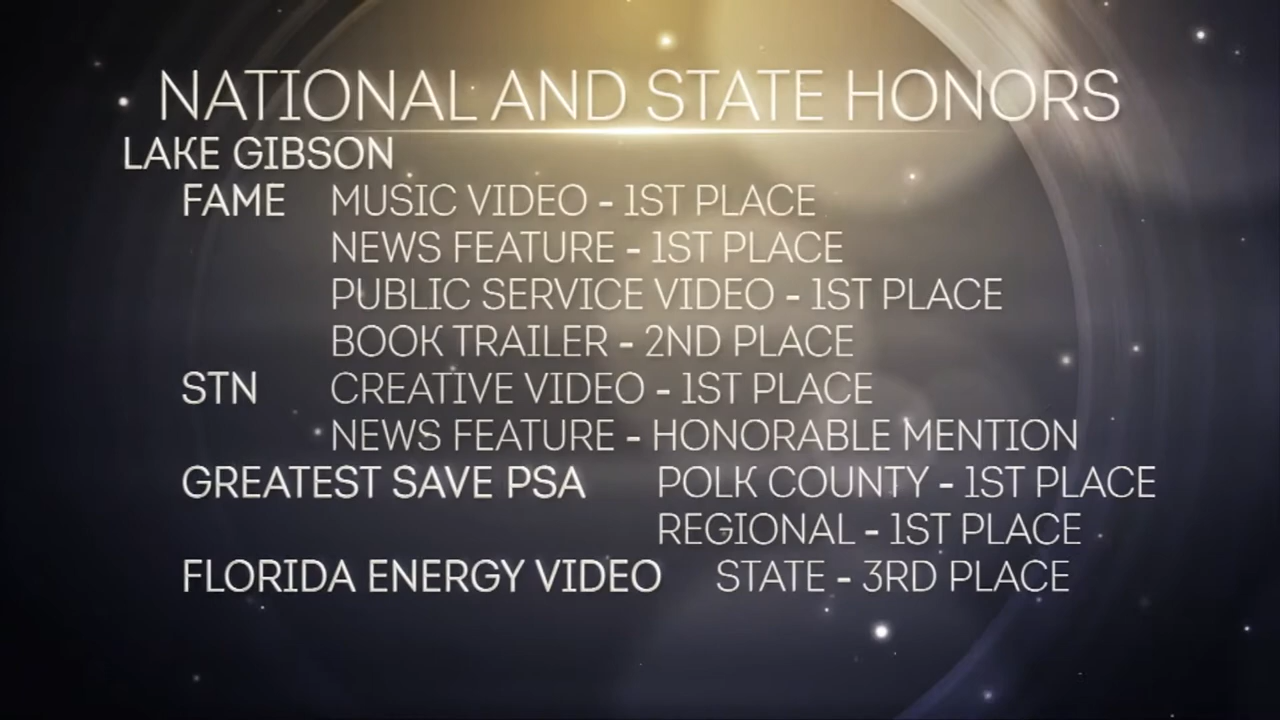 NATIONAL AND STATE HONORS
LAKE GIBSON
FAME MUSIC VIDEO - 1ST PLACE
NEWS FEATURE - 1ST PLACE
PUBLIC SERVICE VIDEO - 1ST PLACE
BOOK TRAILER - 2ND PLACE
STN CREATIVE VIDEO - 1ST PLACE
NEWS FEATURE - HONORABLE MENTION
GREATEST SAVE PSA POLK COUNTY - 1ST PLACE
REGIONAL - 1ST PLACE
FLORIDA ENERGY VIDEO STATE - 3RD PLACE